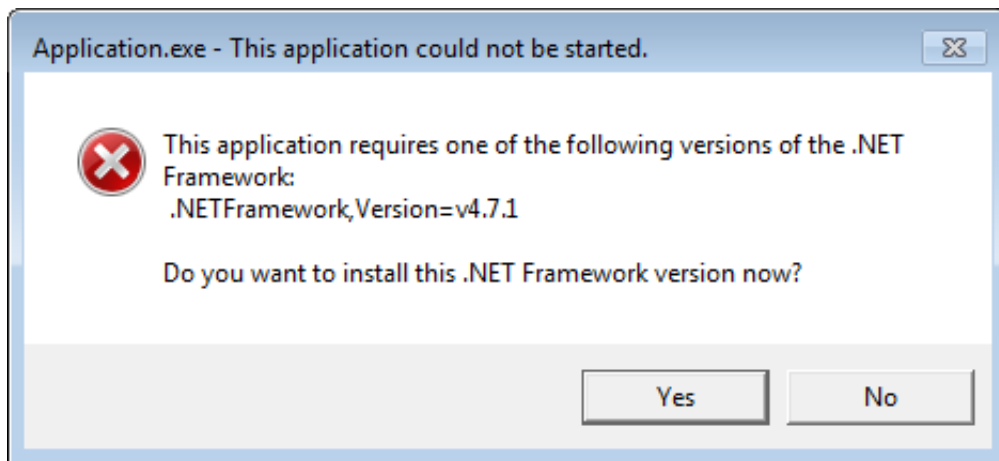 Application.exe - This application could not be started.
This application requires one of the following versions of the .NET
Framework:
.NETFramework,Version=v4.7.1
Do you want to install this .NET Framework version now?
Yes
No